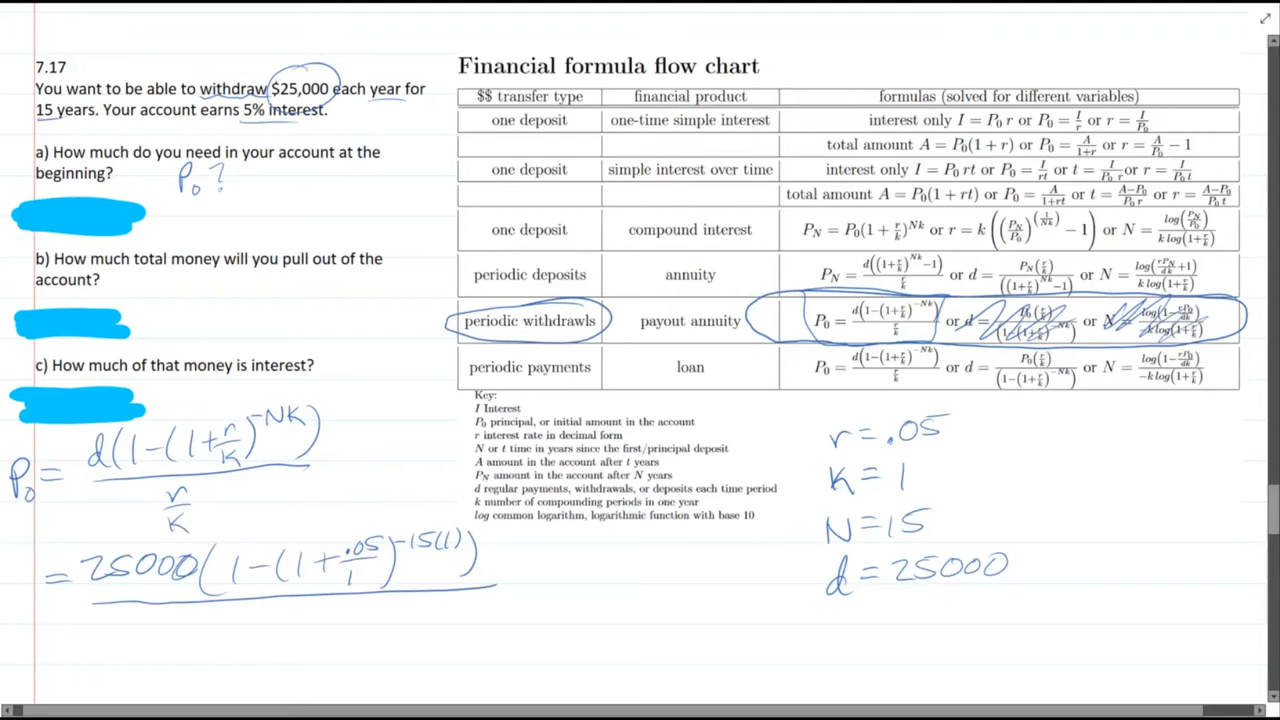 7.17
You want to be able to withdraw $25,000 each year for
15 years. Your account earns 5% interest.
a) How much do you need in your account at the
beginning?
P₀?
b) How much total money will you pull out of the
account?
c) How much of that money is interest?
P₀ = d(1-(1+r/k)^-Nk) / (r/k)
= 25000(1-(1+.05/1)^-15(1))
Financial formula flow chart
$$ transfer type financial product formulas (solved for different variables)
one deposit one-time simple interest interest only I = P₀ r or P₀ = I/r or r = I/P₀
total amount A = P₀(1 + r) or P₀ = A/(1+r) or r = A/P₀ − 1
one deposit simple interest over time interest only I = P₀ rt or P₀ = I/(rt) or t = I/(P₀ r) or r = I/(P₀ t)
total amount A = P₀(1 + rt) or P₀ = A/(1+rt) or t = (A−P₀)/(P₀ r) or r = (A−P₀)/(P₀ t)
one deposit compound interest P_N = P₀(1 + r/k)^Nk or r = k((P_N/P₀)^(1/Nk) − 1) or N = log(P_N/P₀)/(k log(1+r/k))
periodic deposits annuity P_N = d((1+r/k)^Nk −1)/(r/k) or d = P_N(r/k)/((1+r/k)^Nk −1) or N = log(rP_N/dk +1)/(k log(1+r/k))
periodic withdrawls payout annuity P₀ = d(1−(1+r/k)^−Nk)/(r/k) or d = P₀(r/k)/(1−(1+r/k)^−Nk) or N = log(1−rP₀/dk)/(−k log(1+r/k))
periodic payments loan P₀ = d(1−(1+r/k)^−Nk)/(r/k) or d = P₀(r/k)/(1−(1+r/k)^−Nk) or N = log(1−rP₀/dk)/(−k log(1+r/k))
Key:
I Interest
P₀ principal, or initial amount in the account
r interest rate in decimal form
N or t time in years since the first/principal deposit
A amount in the account after t years
P_N amount in the account after N years
d regular payments, withdrawals, or deposits each time period
k number of compounding periods in one year
log common logarithm, logarithmic function with base 10
r = .05
K = 1
N = 15
d = 25000